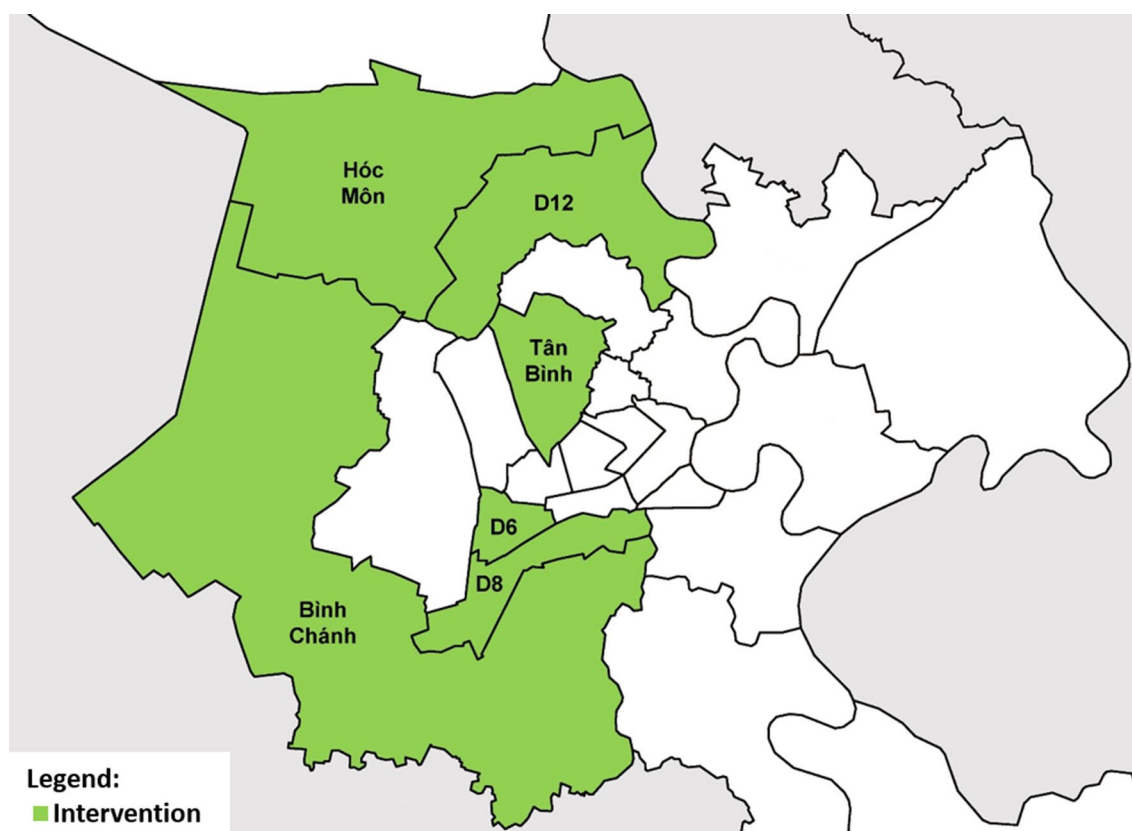 Hóc
Môn
D12
Tân
Bình
D6
D8
Bình
Chánh
Legend:
Intervention